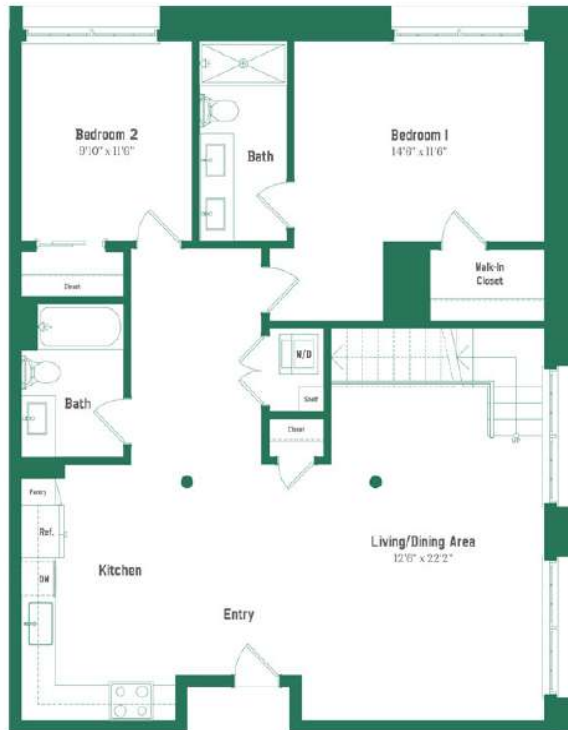 Bedroom 2
9'10" x 11'6"
Bath
Bedroom 1
14'6" x 11'6"
Walk-In
Closet
Closet
W/D
Shelf
Bath
Closet
UP
Pantry
Ref.
Living/Dining Area
12'6" x 22'2"
Kitchen
DW
Entry